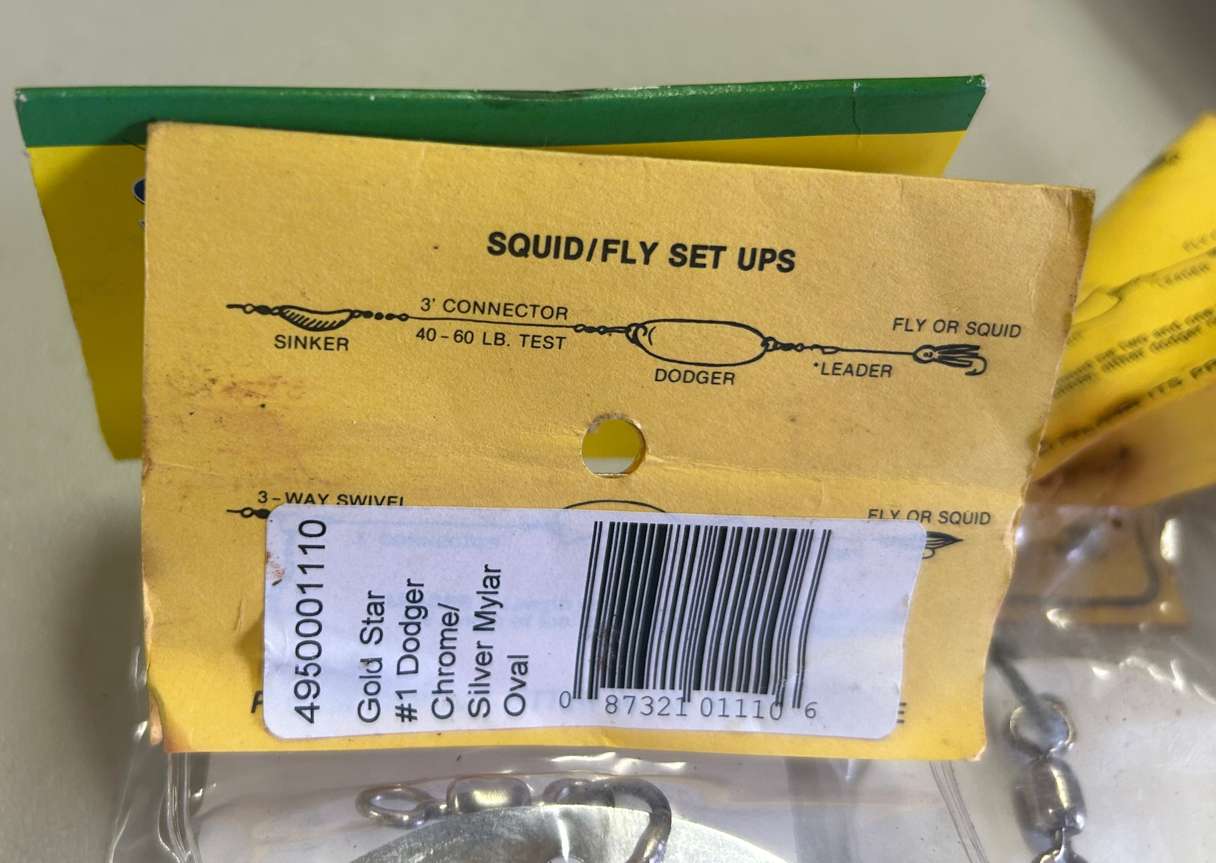 SQUID/FLY SET UPS
3' CONNECTOR
40-60 LB. TEST
SINKER
DODGER
*LEADER
FLY OR SQUID
3-WAY SWIVEL
FLY OR SQUID
4950001110
Gold Star
#1 Dodger
Chrome/
Silver Mylar
Oval
0 87321 01110 6
LEADER